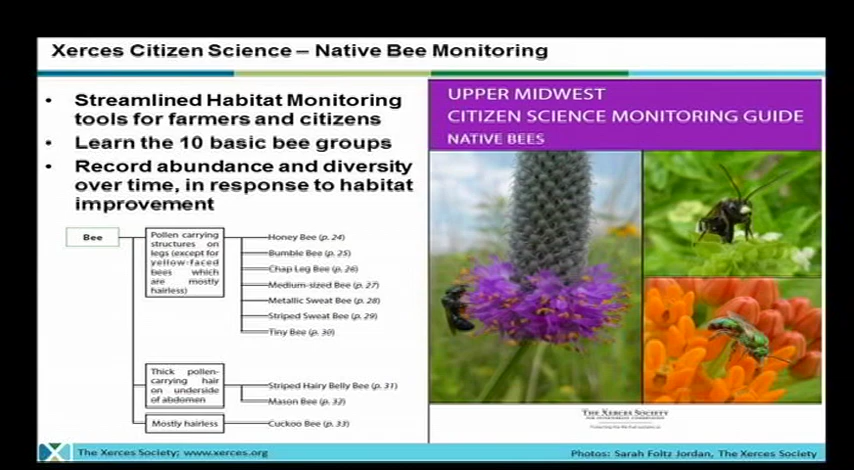 Xerces Citizen Science – Native Bee Monitoring
• Streamlined Habitat Monitoring
tools for farmers and citizens
• Learn the 10 basic bee groups
• Record abundance and diversity
over time, in response to habitat
improvement
Bee
Pollen carrying
structures on
legs (except for
yellow-faced
bees which
are mostly
hairless)
Honey Bee (p. 24)
Bumble Bee (p. 25)
Chap Leg Bee (p. 26)
Medium-sized Bee (p. 27)
Metallic Sweat Bee (p. 28)
Striped Sweat Bee (p. 29)
Tiny Bee (p. 30)
Thick pollen-
carrying hair
on underside
of abdomen
Striped Hairy Belly Bee (p. 31)
Mason Bee (p. 32)
Mostly hairless
Cuckoo Bee (p. 33)
UPPER MIDWEST
CITIZEN SCIENCE MONITORING GUIDE
NATIVE BEES
THE XERCES SOCIETY
The Xerces Society; www.xerces.org
Photos: Sarah Foltz Jordan, The Xerces Society